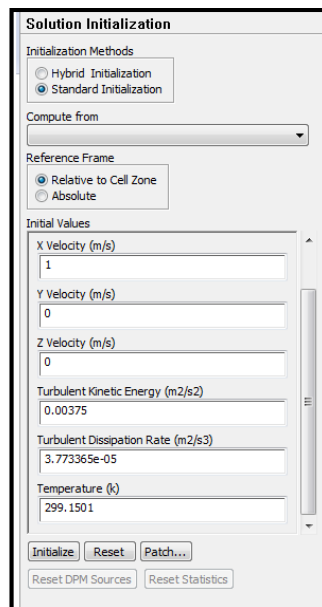 Solution Initialization
Initialization Methods
Hybrid Initialization
Standard Initialization
Compute from
Reference Frame
Relative to Cell Zone
Absolute
Initial Values
X Velocity (m/s)
1
Y Velocity (m/s)
0
Z Velocity (m/s)
0
Turbulent Kinetic Energy (m2/s2)
0.00375
Turbulent Dissipation Rate (m2/s3)
3.773365e-05
Temperature (k)
299.1501
Initialize Reset Patch...
Reset DPM Sources Reset Statistics